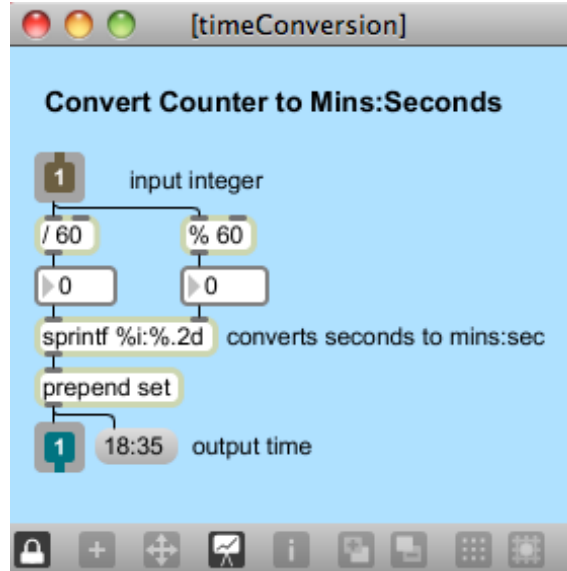 [timeConversion]
Convert Counter to Mins:Seconds
1 input integer
/ 60 % 60
0 0
sprintf %i:%.2d converts seconds to mins:sec
prepend set
1 18:35 output time